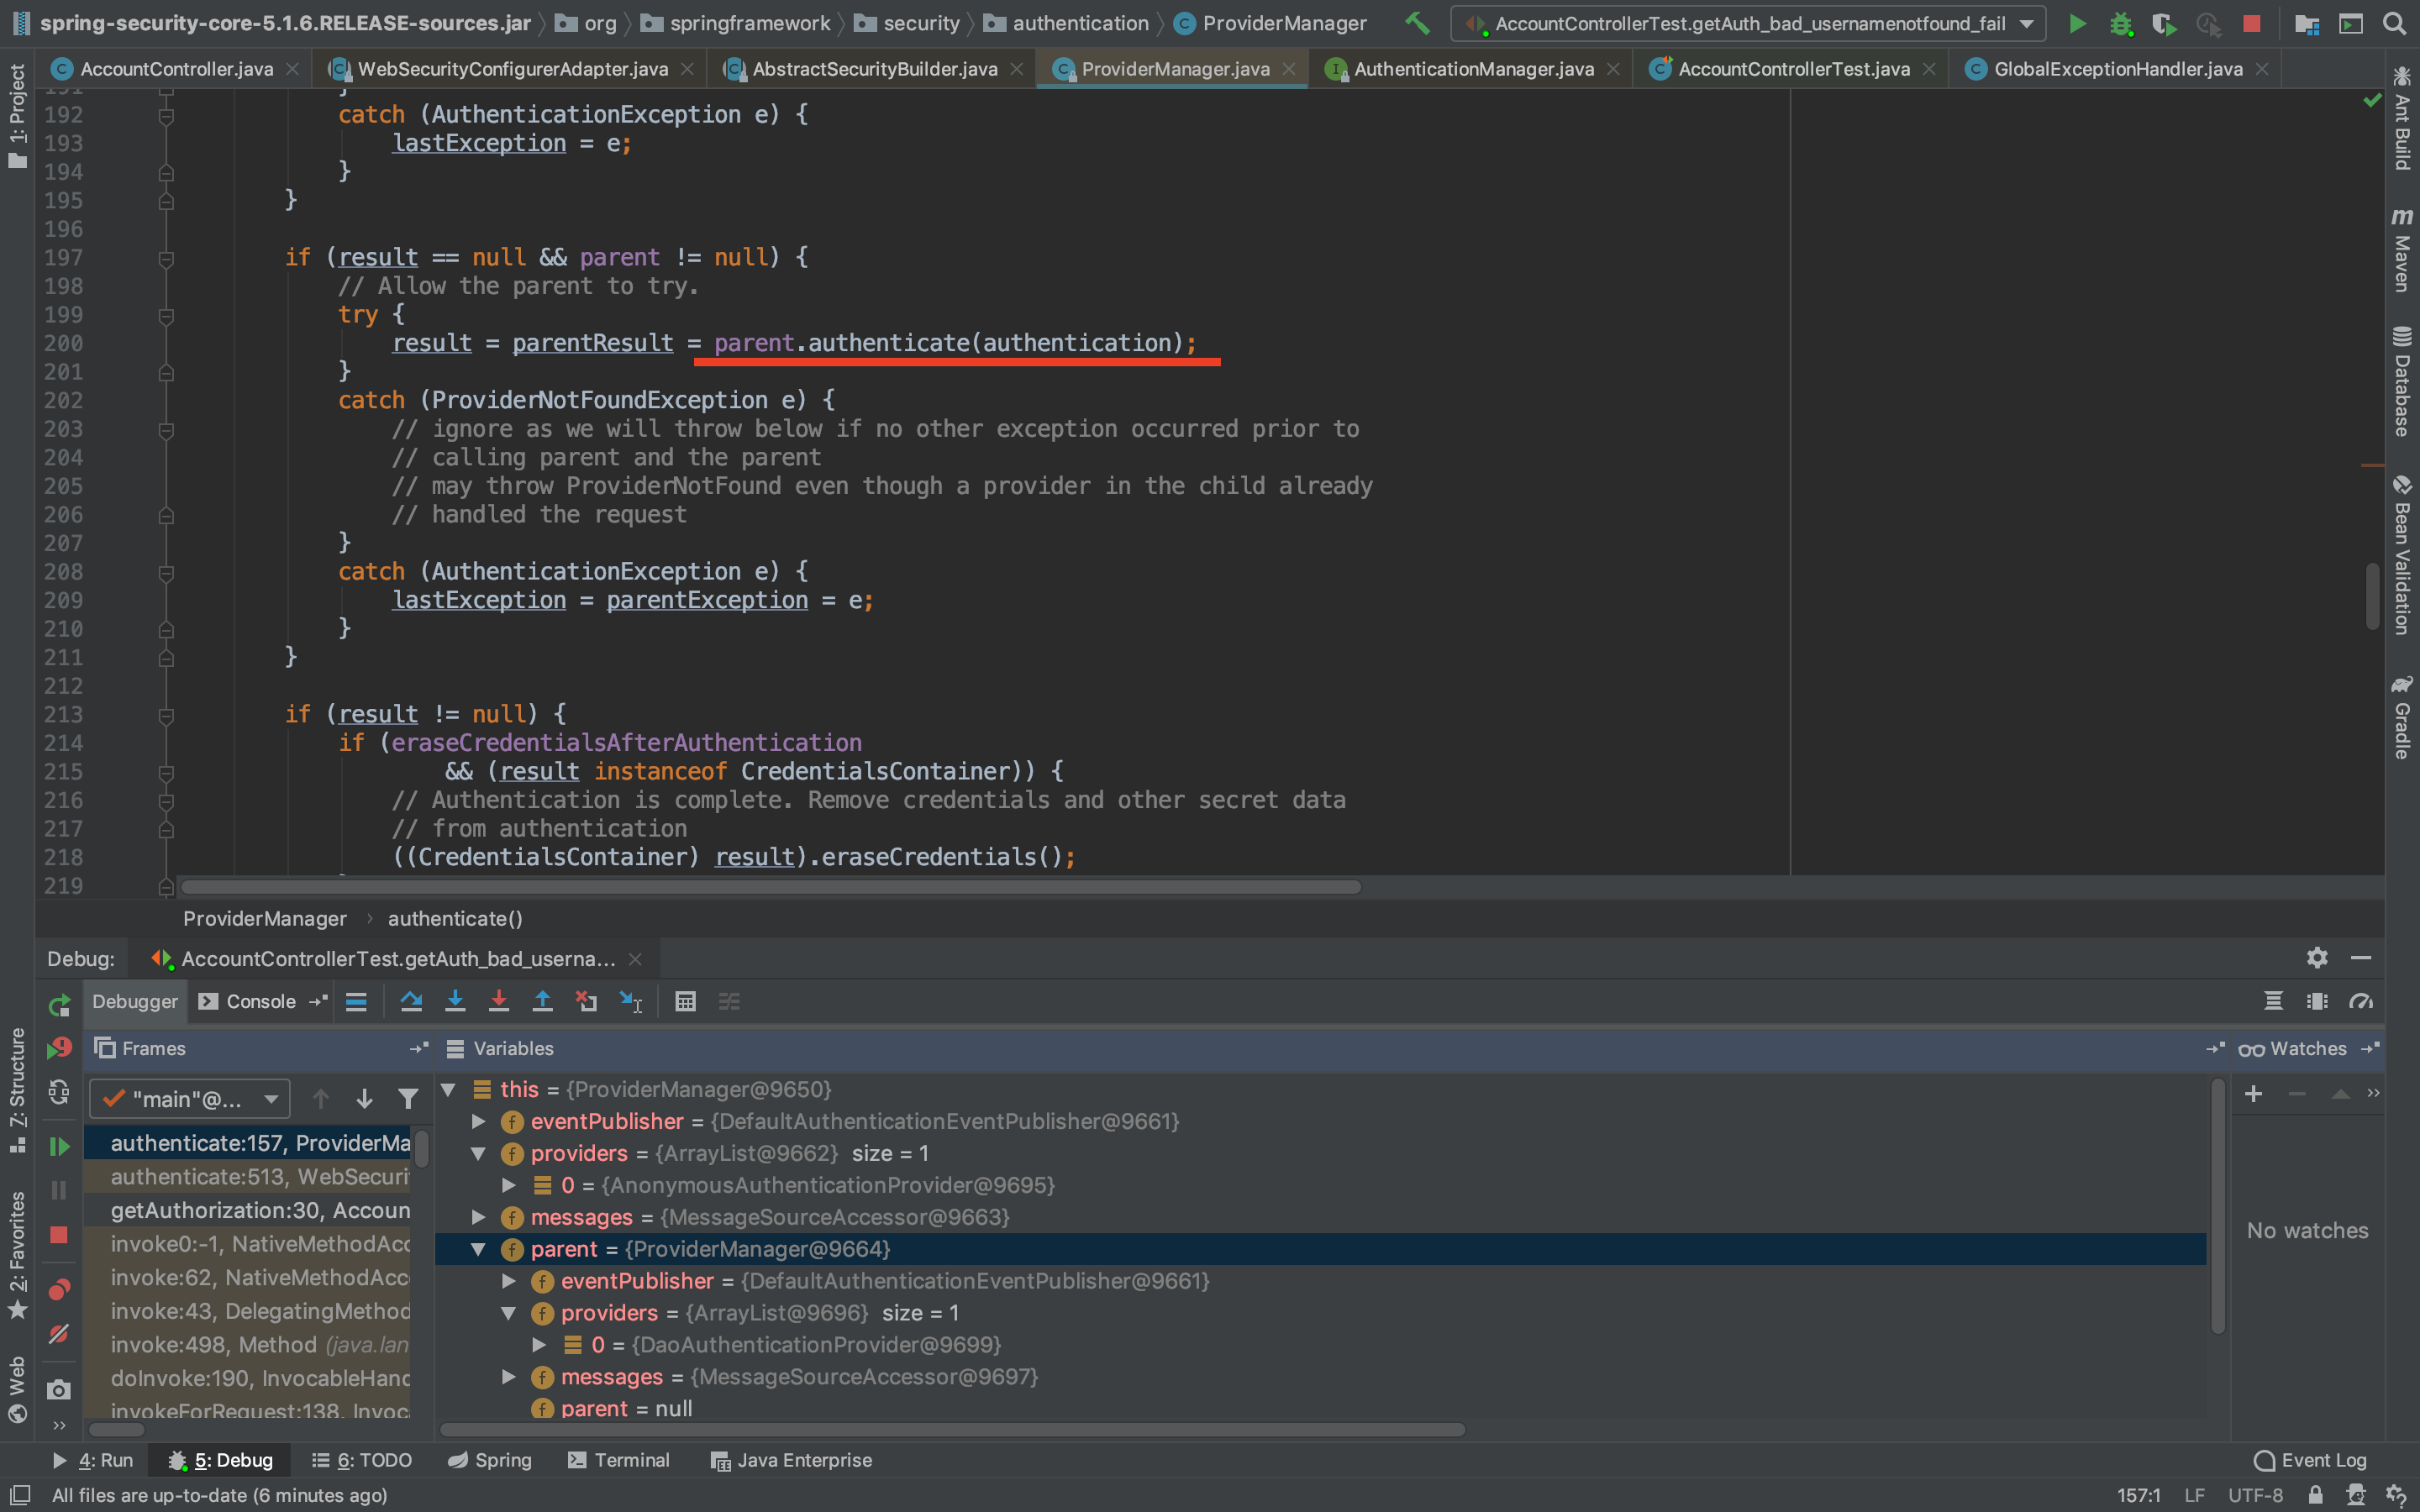 spring-security-core-5.1.6.RELEASE-sources.jar org springframework security authentication ProviderManager AccountControllerTest.getAuth_bad_usernamenotfound_fail
AccountController.java WebSecurityConfigurerAdapter.java AbstractSecurityBuilder.java ProviderManager.java AuthenticationManager.java AccountControllerTest.java GlobalExceptionHandler.java
1: Project
Z: Structure
2: Favorites
Web
Ant Build
Maven
Database
Bean Validation
Gradle
191 }
192 catch (AuthenticationException e) {
193 lastException = e;
194 }
195 }
196
197 if (result == null && parent != null) {
198 // Allow the parent to try.
199 try {
200 result = parentResult = parent.authenticate(authentication);
201 }
202 catch (ProviderNotFoundException e) {
203 // ignore as we will throw below if no other exception occurred prior to
204 // calling parent and the parent
205 // may throw ProviderNotFound even though a provider in the child already
206 // handled the request
207 }
208 catch (AuthenticationException e) {
209 lastException = parentException = e;
210 }
211 }
212
213 if (result != null) {
214 if (eraseCredentialsAfterAuthentication
215 && (result instanceof CredentialsContainer)) {
216 // Authentication is complete. Remove credentials and other secret data
217 // from authentication
218 ((CredentialsContainer) result).eraseCredentials();
219
ProviderManager › authenticate()
Debug: AccountControllerTest.getAuth_bad_userna...
Debugger Console
Frames
"main"@...
authenticate:157, ProviderMa
authenticate:513, WebSecuri
getAuthorization:30, Accoun
invoke0:-1, NativeMethodAcc
invoke:62, NativeMethodAcc
invoke:43, DelegatingMethod
invoke:498, Method (java.lan
doInvoke:190, InvocableHand
invokeForRequest:138, Invoc
Variables
this = {ProviderManager@9650}
eventPublisher = {DefaultAuthenticationEventPublisher@9661}
providers = {ArrayList@9662} size = 1
0 = {AnonymousAuthenticationProvider@9695}
messages = {MessageSourceAccessor@9663}
parent = {ProviderManager@9664}
eventPublisher = {DefaultAuthenticationEventPublisher@9661}
providers = {ArrayList@9696} size = 1
0 = {DaoAuthenticationProvider@9699}
messages = {MessageSourceAccessor@9697}
parent = null
Watches
No watches
4: Run 5: Debug 6: TODO Spring Terminal Java Enterprise Event Log
All files are up-to-date (6 minutes ago) 157:1 LF UTF-8